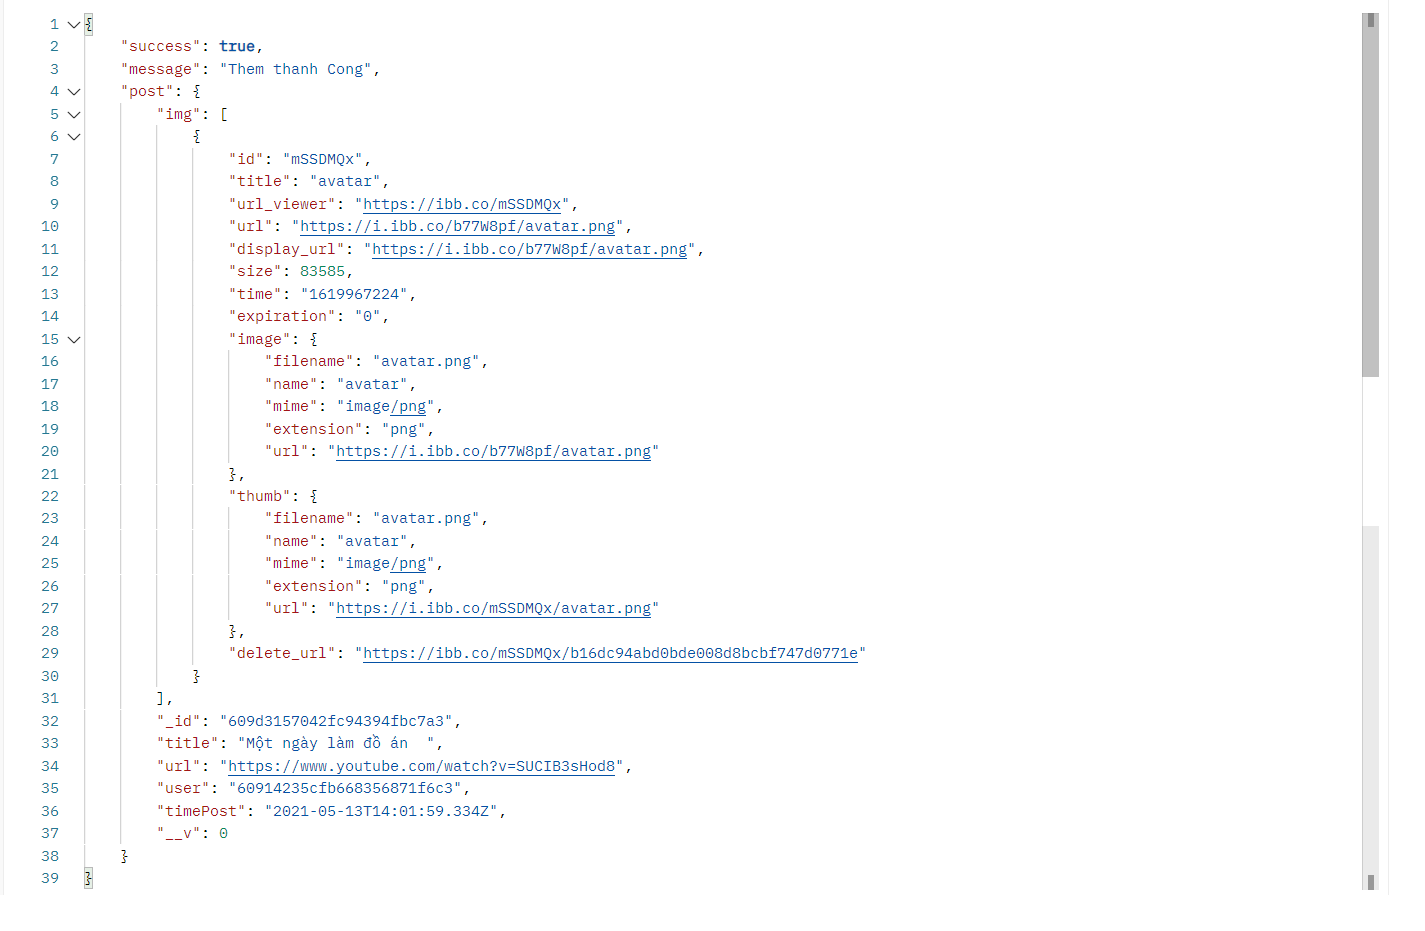 1 {
2 "success": true,
3 "message": "Them thanh Cong",
4 "post": {
5 "img": [
6 {
7 "id": "mSSDMQx",
8 "title": "avatar",
9 "url_viewer": "https://ibb.co/mSSDMQx",
10 "url": "https://i.ibb.co/b77W8pf/avatar.png",
11 "display_url": "https://i.ibb.co/b77W8pf/avatar.png",
12 "size": 83585,
13 "time": "1619967224",
14 "expiration": "0",
15 "image": {
16 "filename": "avatar.png",
17 "name": "avatar",
18 "mime": "image/png",
19 "extension": "png",
20 "url": "https://i.ibb.co/b77W8pf/avatar.png"
21 },
22 "thumb": {
23 "filename": "avatar.png",
24 "name": "avatar",
25 "mime": "image/png",
26 "extension": "png",
27 "url": "https://i.ibb.co/mSSDMQx/avatar.png"
28 },
29 "delete_url": "https://ibb.co/mSSDMQx/b16dc94abd0bde008d8bcbf747d0771e"
30 }
31 ],
32 "_id": "609d3157042fc94394fbc7a3",
33 "title": "Một ngày làm đồ án  ",
34 "url": "https://www.youtube.com/watch?v=SUCIB3sHod8",
35 "user": "60914235cfb668356871f6c3",
36 "timePost": "2021-05-13T14:01:59.334Z",
37 "__v": 0
38 }
39 }